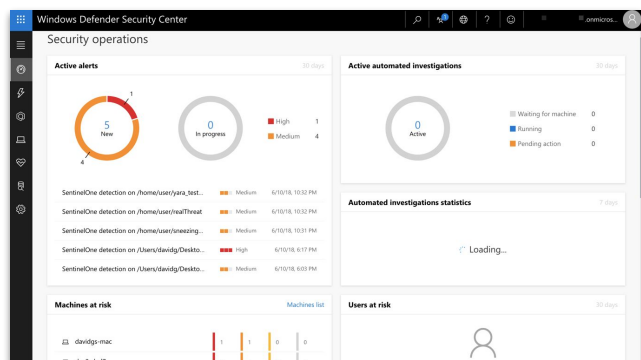 Windows Defender Security Center
1
?
.onmicros...
Security operations
Active alerts
30 days
1
5
New
4
0
In progress
High 1
Medium 4
SentinelOne detection on /home/user/yara_test... Medium 6/10/18, 10:32 PM
SentinelOne detection on /home/user/realThreat Medium 6/10/18, 10:32 PM
SentinelOne detection on /home/user/sneezing... Medium 6/10/18, 10:31 PM
SentinelOne detection on /Users/davidg/Deskto... High 6/10/18, 6:17 PM
SentinelOne detection on /Users/davidg/Deskto... Medium 6/10/18, 6:03 PM
Active automated investigations
30 days
0
Active
Waiting for machine 0
Running 0
Pending action 0
Automated investigations statistics
7 days
Loading...
Machines at risk
Machines list
davidgs-mac 1 1 0 0
Users at risk
30 days